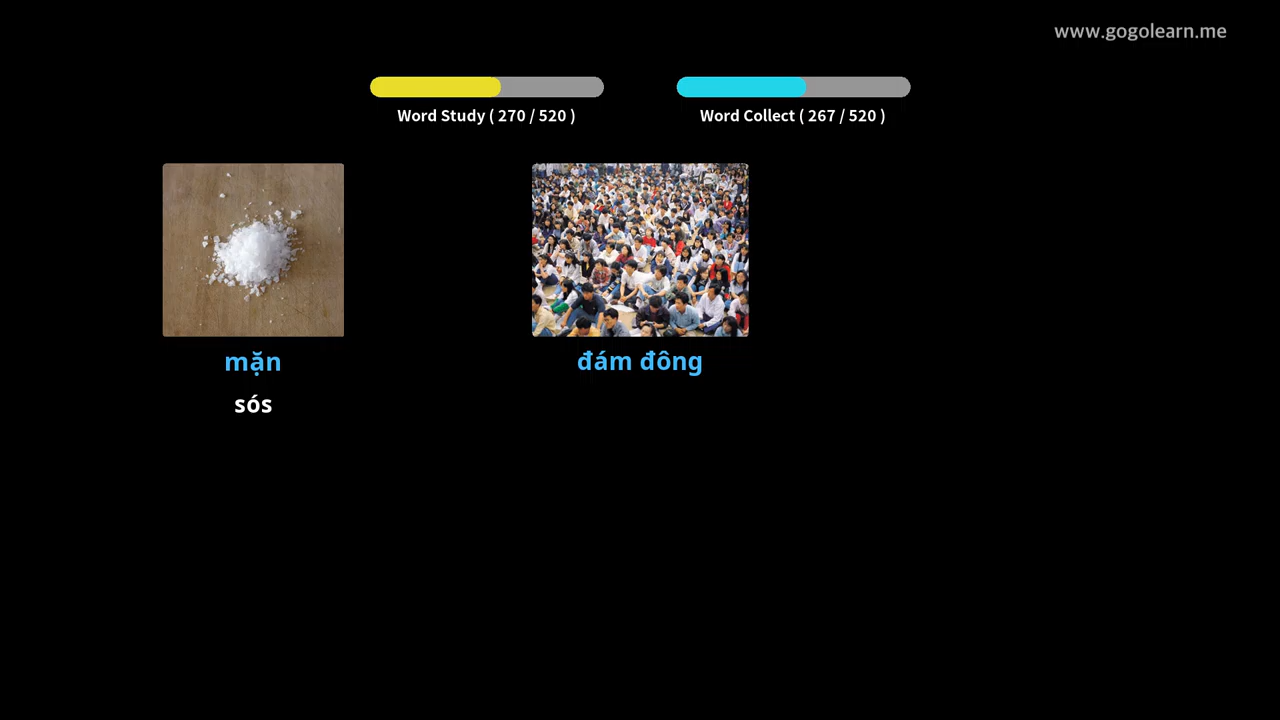 www.gogolearn.me
Word Study ( 270 / 520 )
Word Collect ( 267 / 520 )
mặn
sós
đám đông